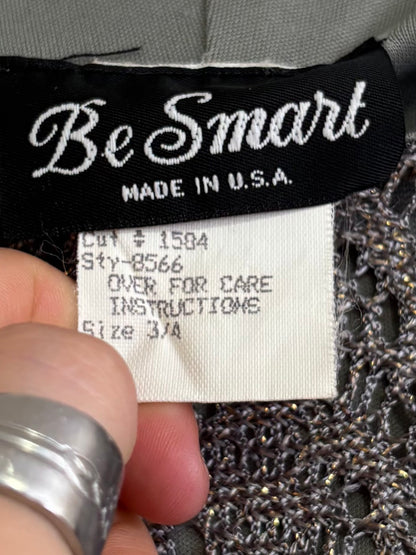 Be Smart
MADE IN U.S.A.
Cut # 1584
Sty-8566
OVER FOR CARE
INSTRUCTIONS
Size 3/4